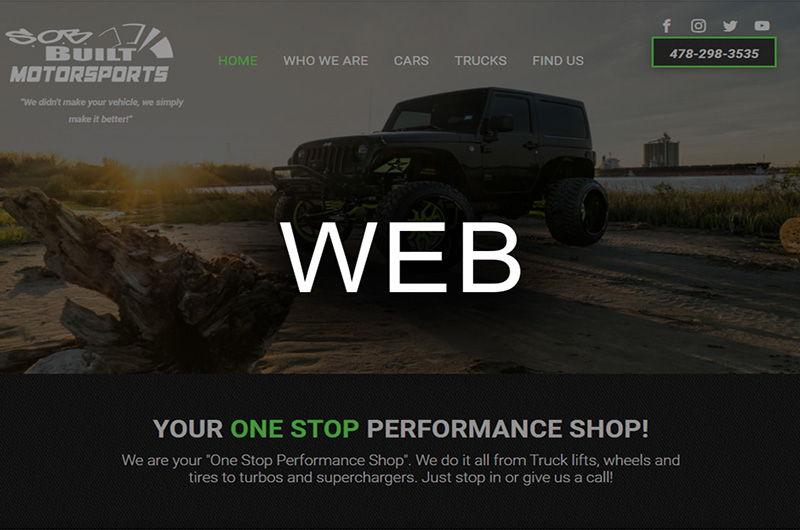 S.O.B.
BUILT
MOTORSPORTS
"We didn't make your vehicle, we simply
make it better!"
HOME WHO WE ARE CARS TRUCKS FIND US
478-298-3535
WEB
YOUR ONE STOP PERFORMANCE SHOP!
We are your "One Stop Performance Shop". We do it all from Truck lifts, wheels and
tires to turbos and superchargers. Just stop in or give us a call!